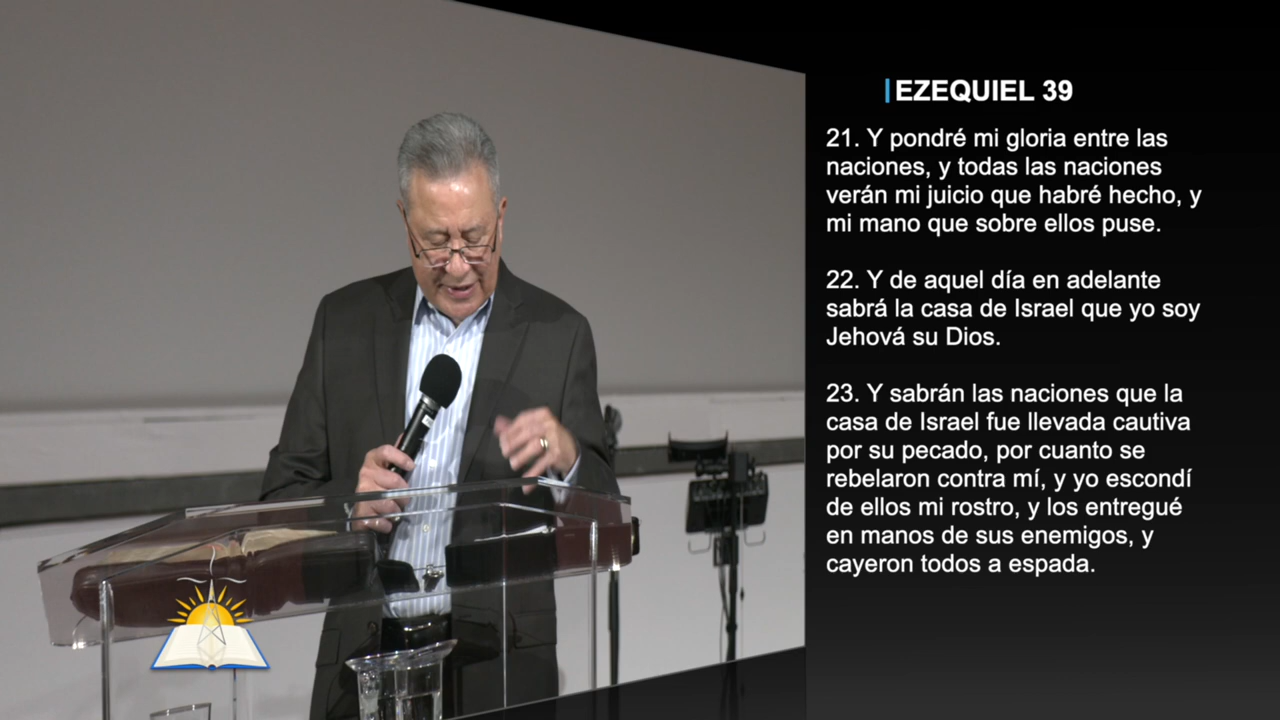 EZEQUIEL 39
21. Y pondré mi gloria entre las
naciones, y todas las naciones
verán mi juicio que habré hecho, y
mi mano que sobre ellos puse.
22. Y de aquel día en adelante
sabrá la casa de Israel que yo soy
Jehová su Dios.
23. Y sabrán las naciones que la
casa de Israel fue llevada cautiva
por su pecado, por cuanto se
rebelaron contra mí, y yo escondí
de ellos mi rostro, y los entregué
en manos de sus enemigos, y
cayeron todos a espada.